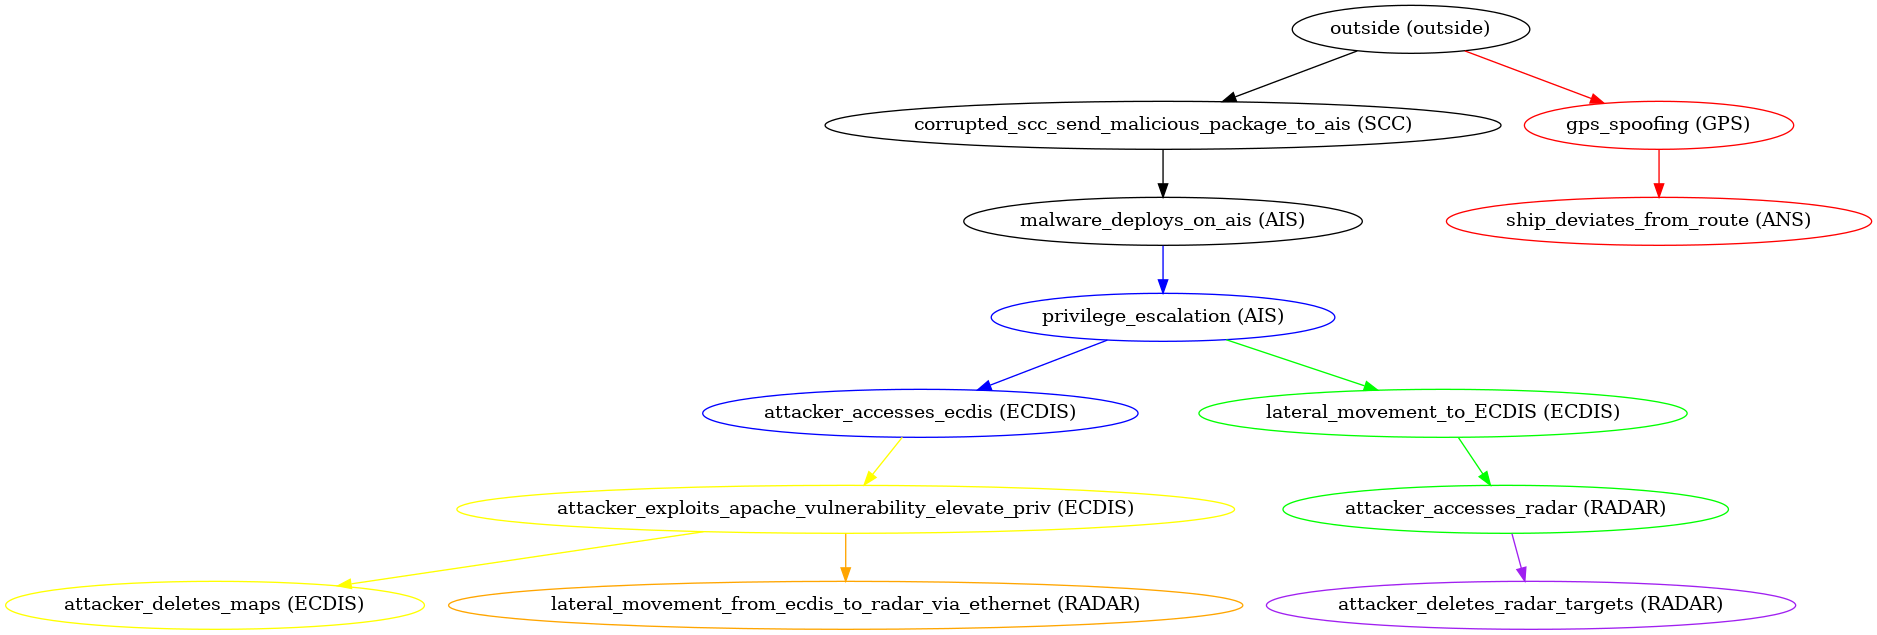 outside (outside)
corrupted_scc_send_malicious_package_to_ais (SCC)
gps_spoofing (GPS)
malware_deploys_on_ais (AIS)
ship_deviates_from_route (ANS)
privilege_escalation (AIS)
attacker_accesses_ecdis (ECDIS)
lateral_movement_to_ECDIS (ECDIS)
attacker_exploits_apache_vulnerability_elevate_priv (ECDIS)
attacker_accesses_radar (RADAR)
attacker_deletes_maps (ECDIS)
lateral_movement_from_ecdis_to_radar_via_ethernet (RADAR)
attacker_deletes_radar_targets (RADAR)